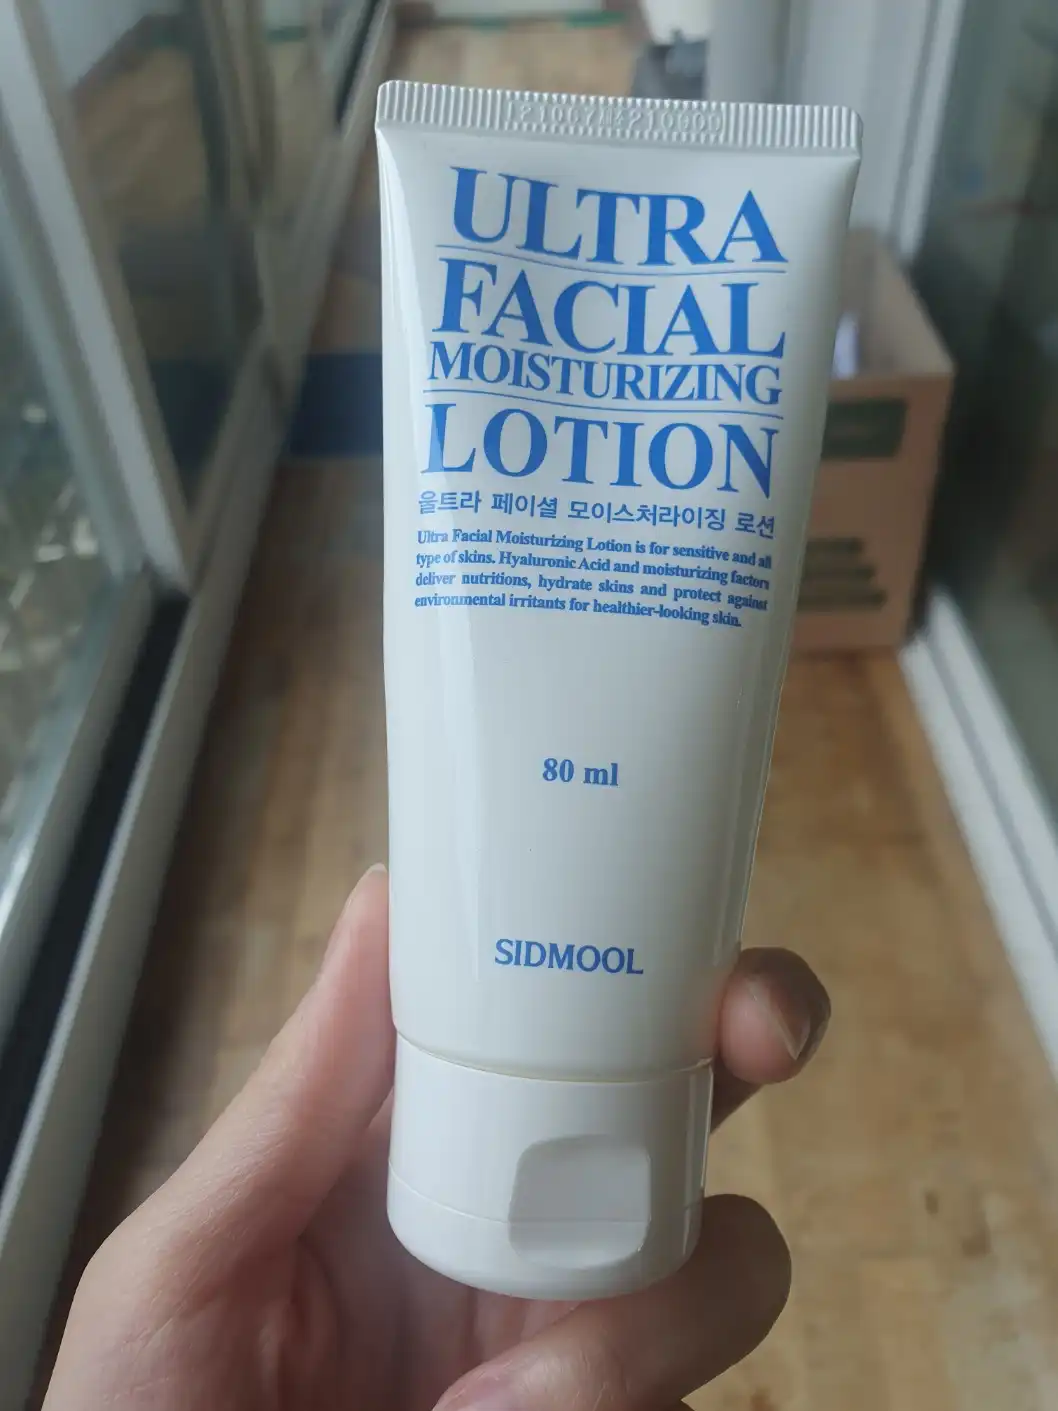 ULTRA
FACIAL
MOISTURIZING
LOTION
울트라 페이셜 모이스처라이징 로션
Ultra Facial Moisturizing Lotion is for sensitive and all
type of skins. Hyaluronic Acid and moisturizing factors
deliver nutritions, hydrate skins and protect against
environmental irritants for healthier-looking skin.
80 ml
SIDMOOL